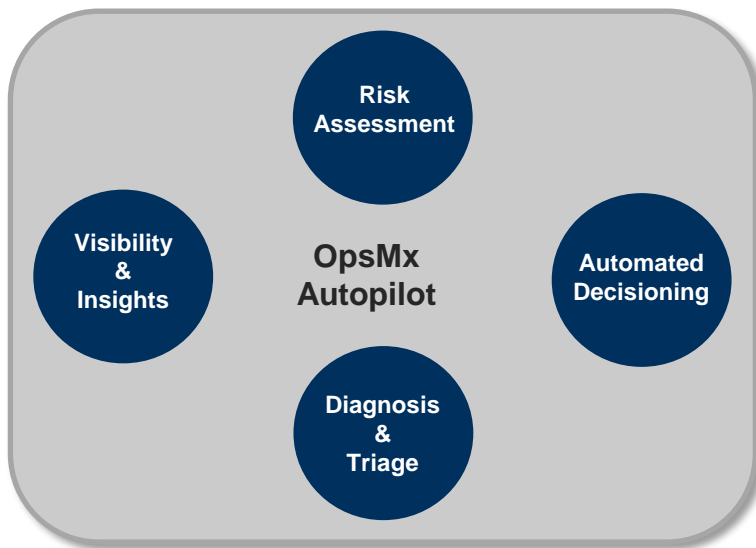 Risk
Assessment
Visibility
&
Insights
OpsMx
Autopilot
Automated
Decisioning
Diagnosis
&
Triage